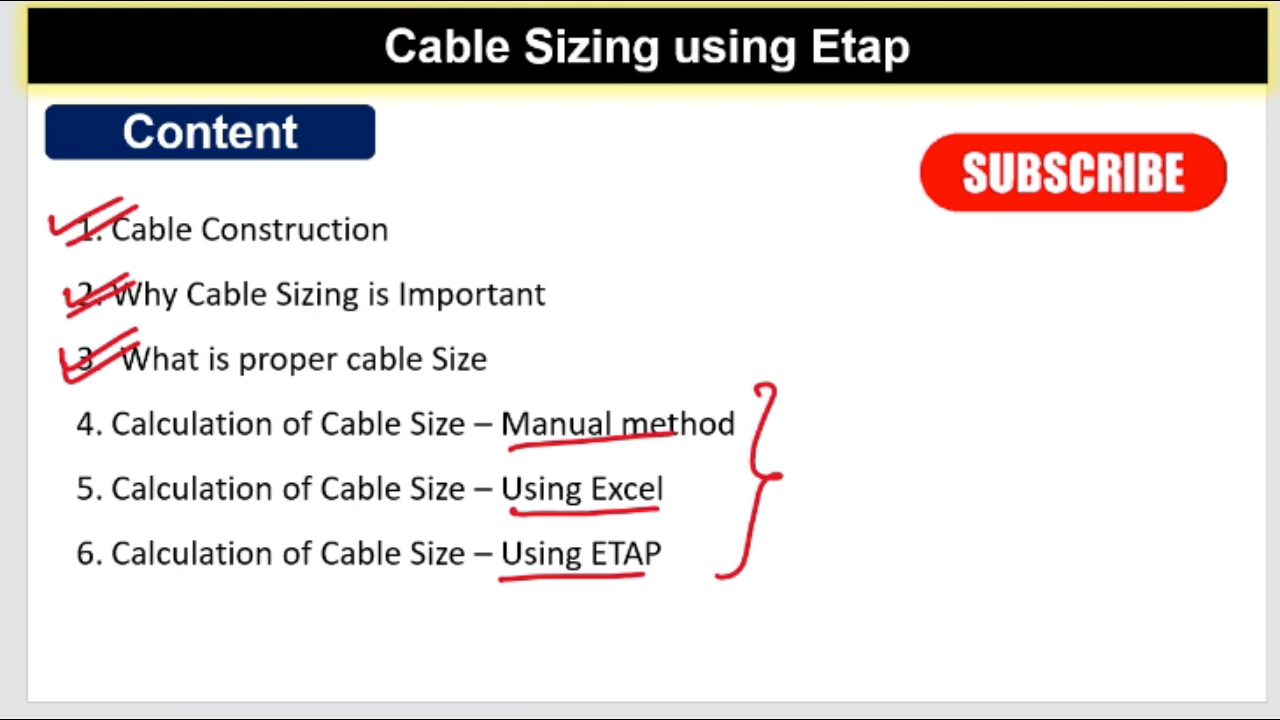 Cable Sizing using Etap
Content
SUBSCRIBE
1. Cable Construction
2. Why Cable Sizing is Important
3 What is proper cable Size
4. Calculation of Cable Size – Manual method
5. Calculation of Cable Size – Using Excel
6. Calculation of Cable Size – Using ETAP